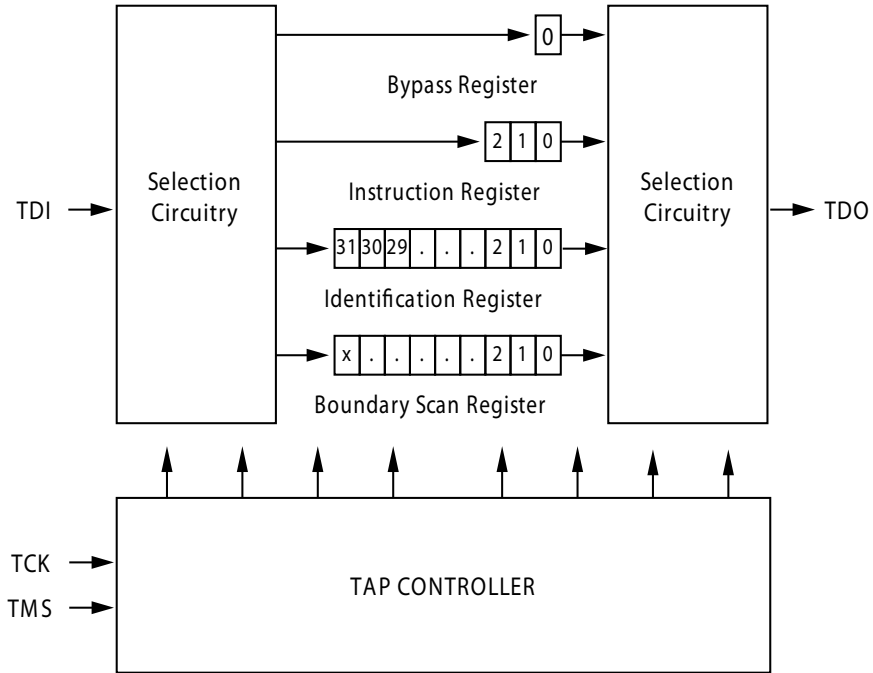 0
Bypass Register
2 1 0
Instruction Register
Selection
Circuitry
Selection
Circuitry
TDI
TDO
31 30 29 . . . 2 1 0
Identification Register
x . . . . . 2 1 0
Boundary Scan Register
TCK
TMS
TAP CONTROLLER